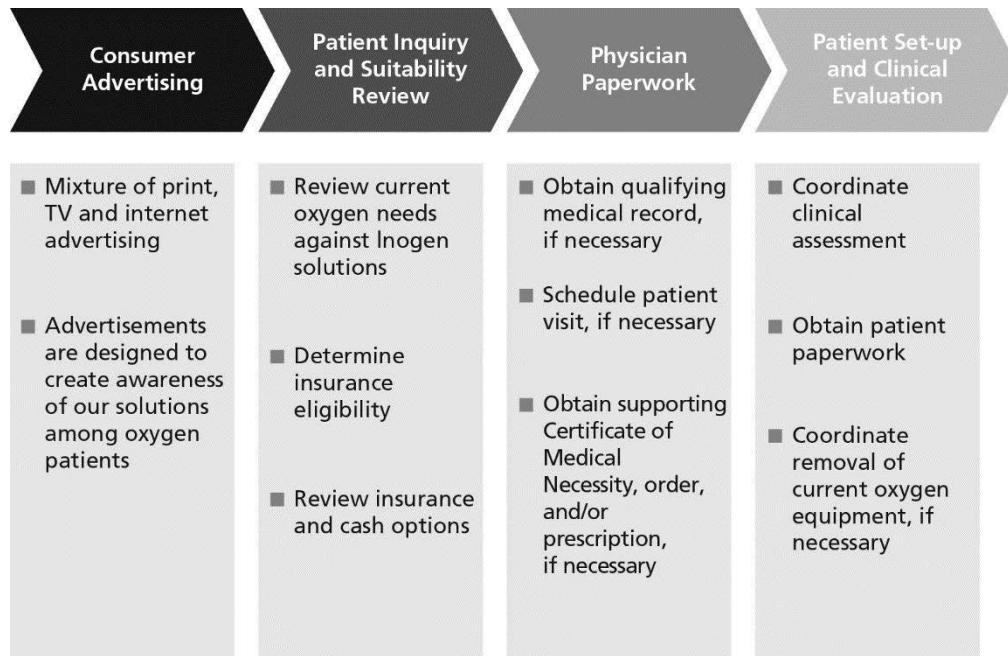 Consumer
Advertising
Patient Inquiry
and Suitability
Review
Physician
Paperwork
Patient Set-up
and Clinical
Evaluation
Mixture of print,
TV and internet
advertising
Advertisements
are designed to
create awareness
of our solutions
among oxygen
patients
Review current
oxygen needs
against Inogen
solutions
Determine
insurance
eligibility
Review insurance
and cash options
Obtain qualifying
medical record,
if necessary
Schedule patient
visit, if necessary
Obtain supporting
Certificate of
Medical
Necessity, order,
and/or
prescription,
if necessary
Coordinate
clinical
assessment
Obtain patient
paperwork
Coordinate
removal of
current oxygen
equipment, if
necessary